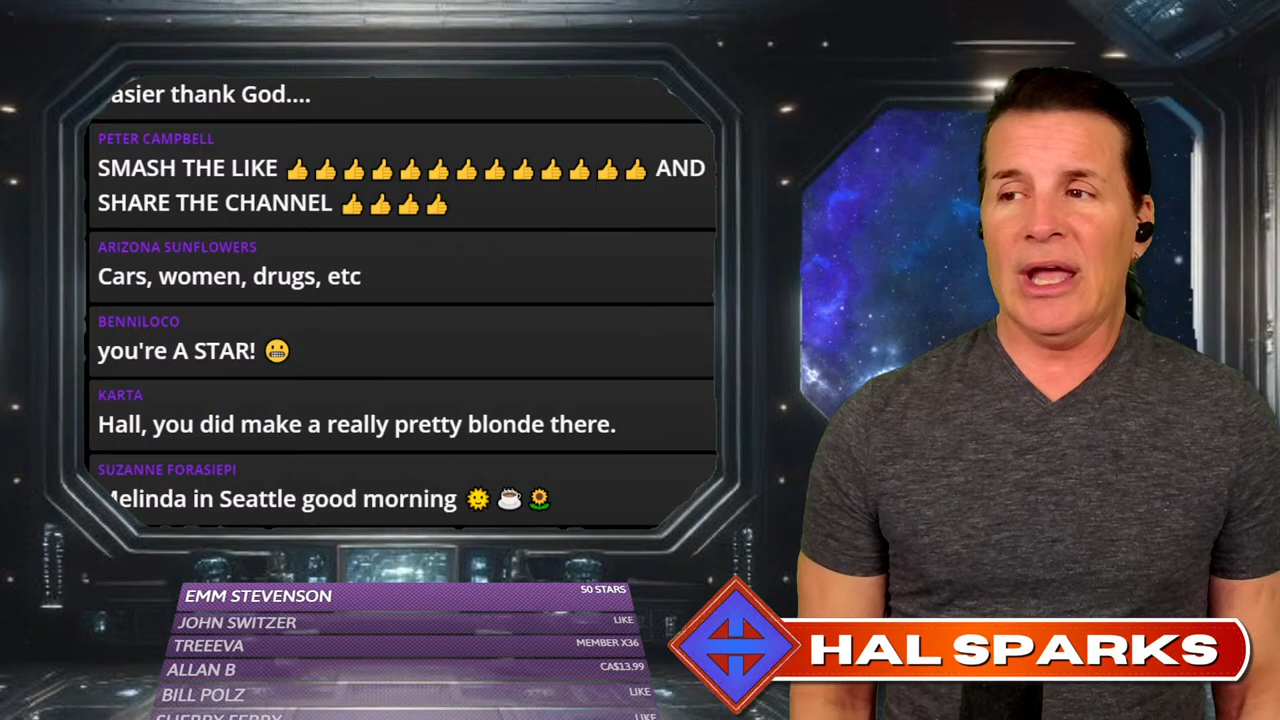 asier thank God....
PETER CAMPBELL
SMASH THE LIKE 👍👍👍👍👍👍👍👍👍👍👍👍👍 AND
SHARE THE CHANNEL 👍👍👍👍
ARIZONA SUNFLOWERS
Cars, women, drugs, etc
BENNILOCO
you're A STAR! 😬
KARTA
Hall, you did make a really pretty blonde there.
SUZANNE FORASIEPI
Melinda in Seattle good morning 🌞 ☕ 🌻
EMM STEVENSON 50 STARS
JOHN SWITZER LIKE
TREEEVA MEMBER X36
ALLAN B CA$13.99
BILL POLZ LIKE
SHERRY FERRY LIKE
HAL SPARKS